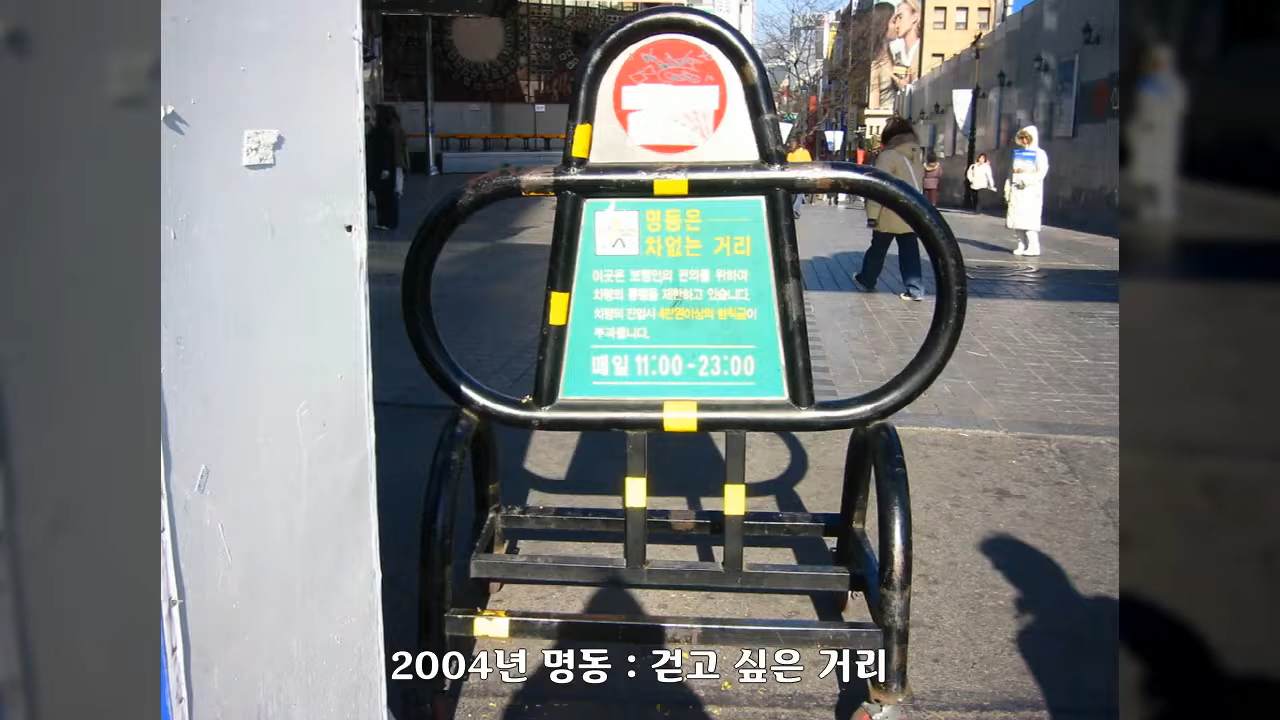 명동은
차없는 거리
이곳은 보행인의 편의를 위하여
차량의 통행을 제한하고 있습니다.
차량의 진입시 4만원이상의 범칙금이
부과됩니다.
매일 11:00-23:00
2004년 명동 : 걷고 싶은 거리